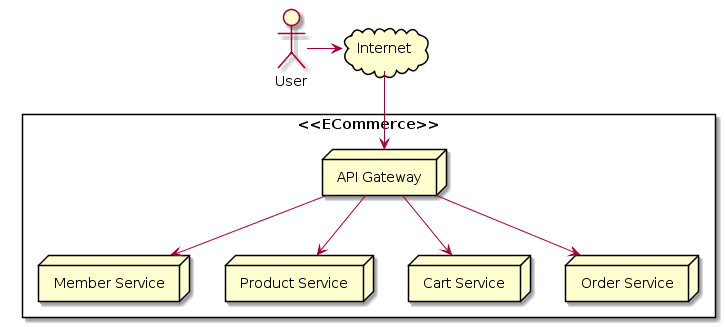 User
Internet
<<ECommerce>>
API Gateway
Member Service
Product Service
Cart Service
Order Service